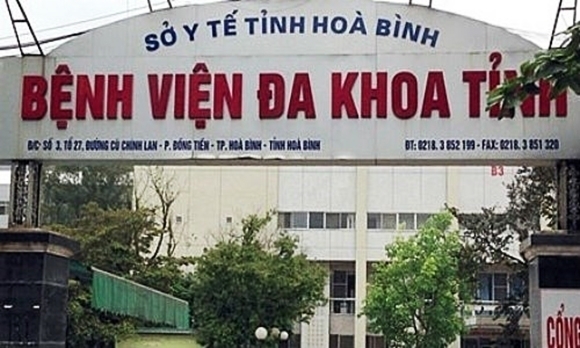 SỞ Y TẾ TỈNH HOÀ BÌNH
BỆNH VIỆN ĐA KHOA TỈNH
Đ/C: SỐ 3, TỔ 27, ĐƯỜNG CÙ CHÍNH LAN - P. ĐỒNG TIẾN - TP. HOÀ BÌNH - TỈNH HOÀ BÌNH
ĐT: 0218. 3 852 199 - FAX: 0218. 3 851 320
B3
CỔNG